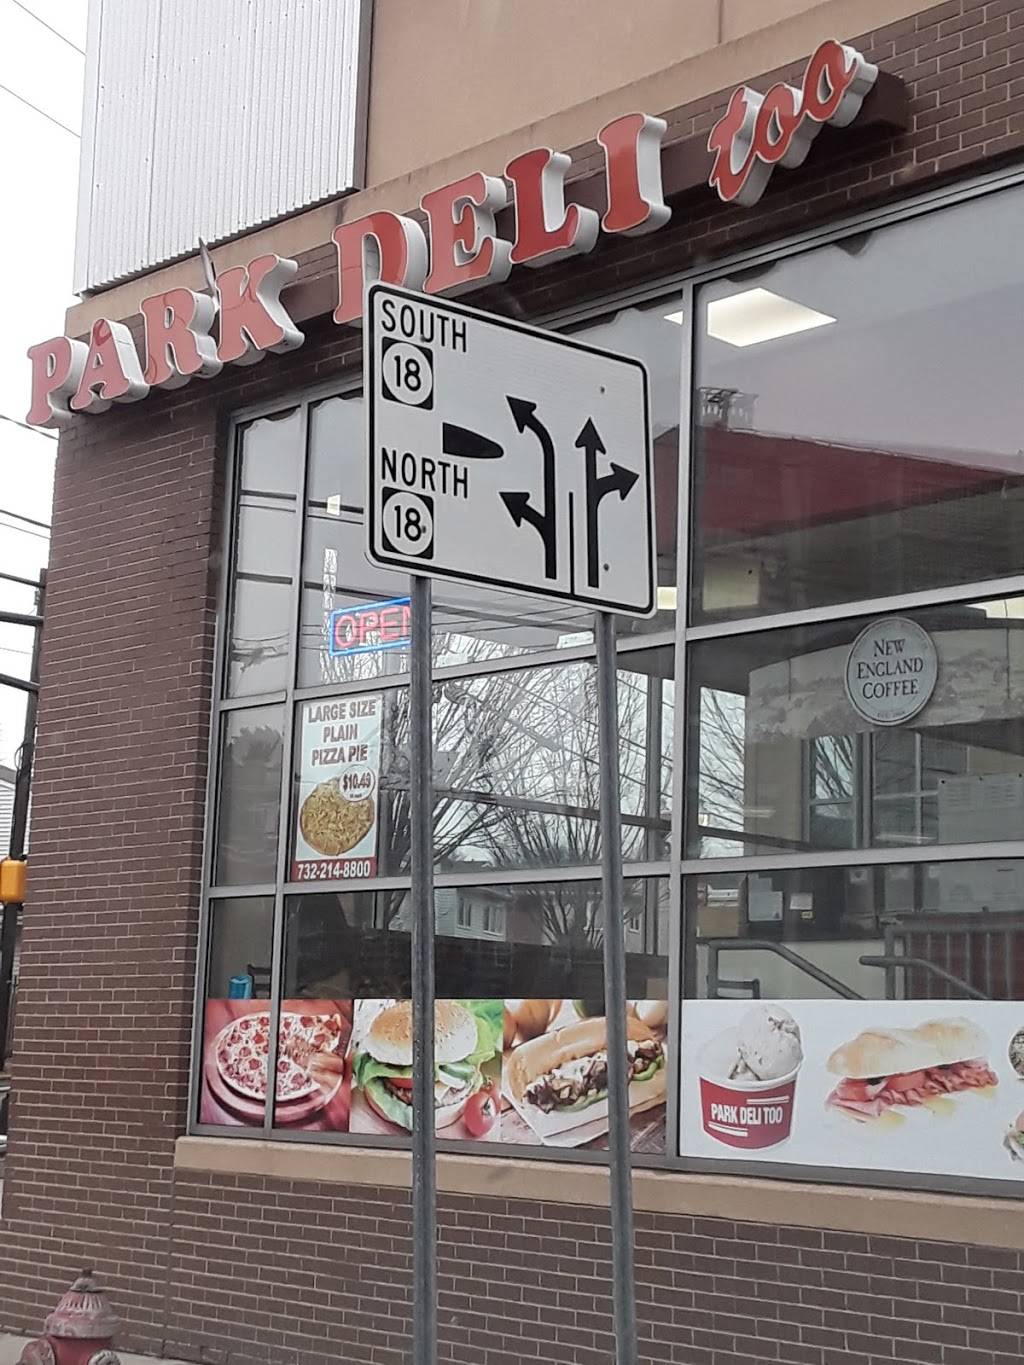 PARK DELI too
SOUTH
18
NORTH
18
OPEN
NEW
ENGLAND
COFFEE
LARGE SIZE
PLAIN
PIZZA PIE
$10.49
732-214-8800
PARK DELI TOO